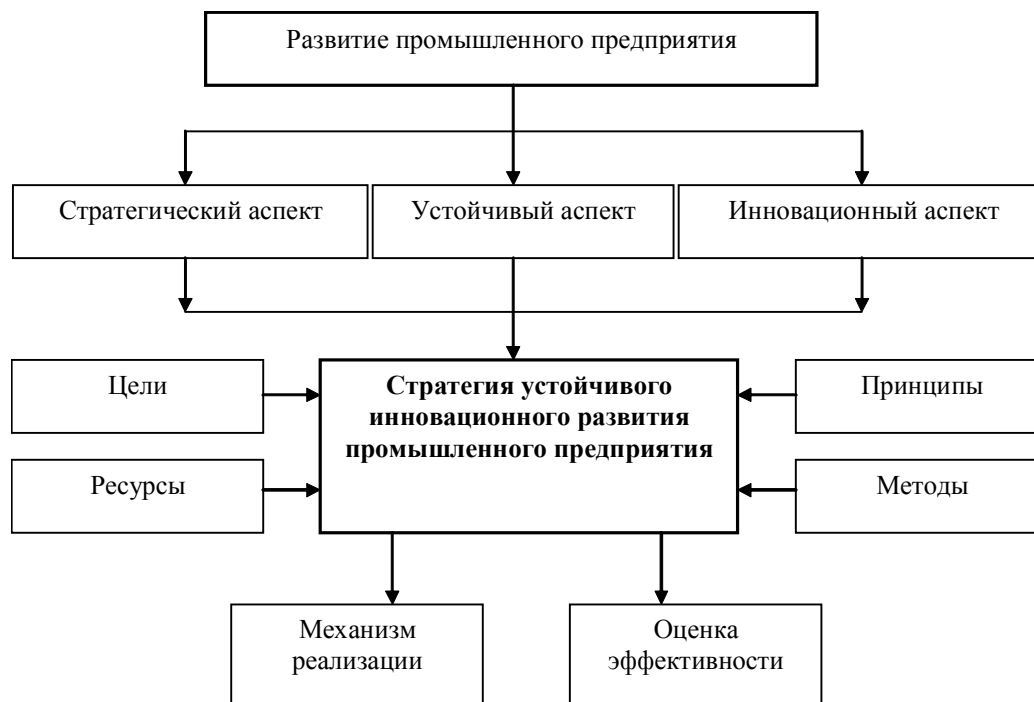 Развитие промышленного предприятия
Стратегический аспект
Устойчивый аспект
Инновационный аспект
Цели
Стратегия устойчивого
инновационного развития
промышленного предприятия
Принципы
Ресурсы
Методы
Механизм
реализации
Оценка
эффективности